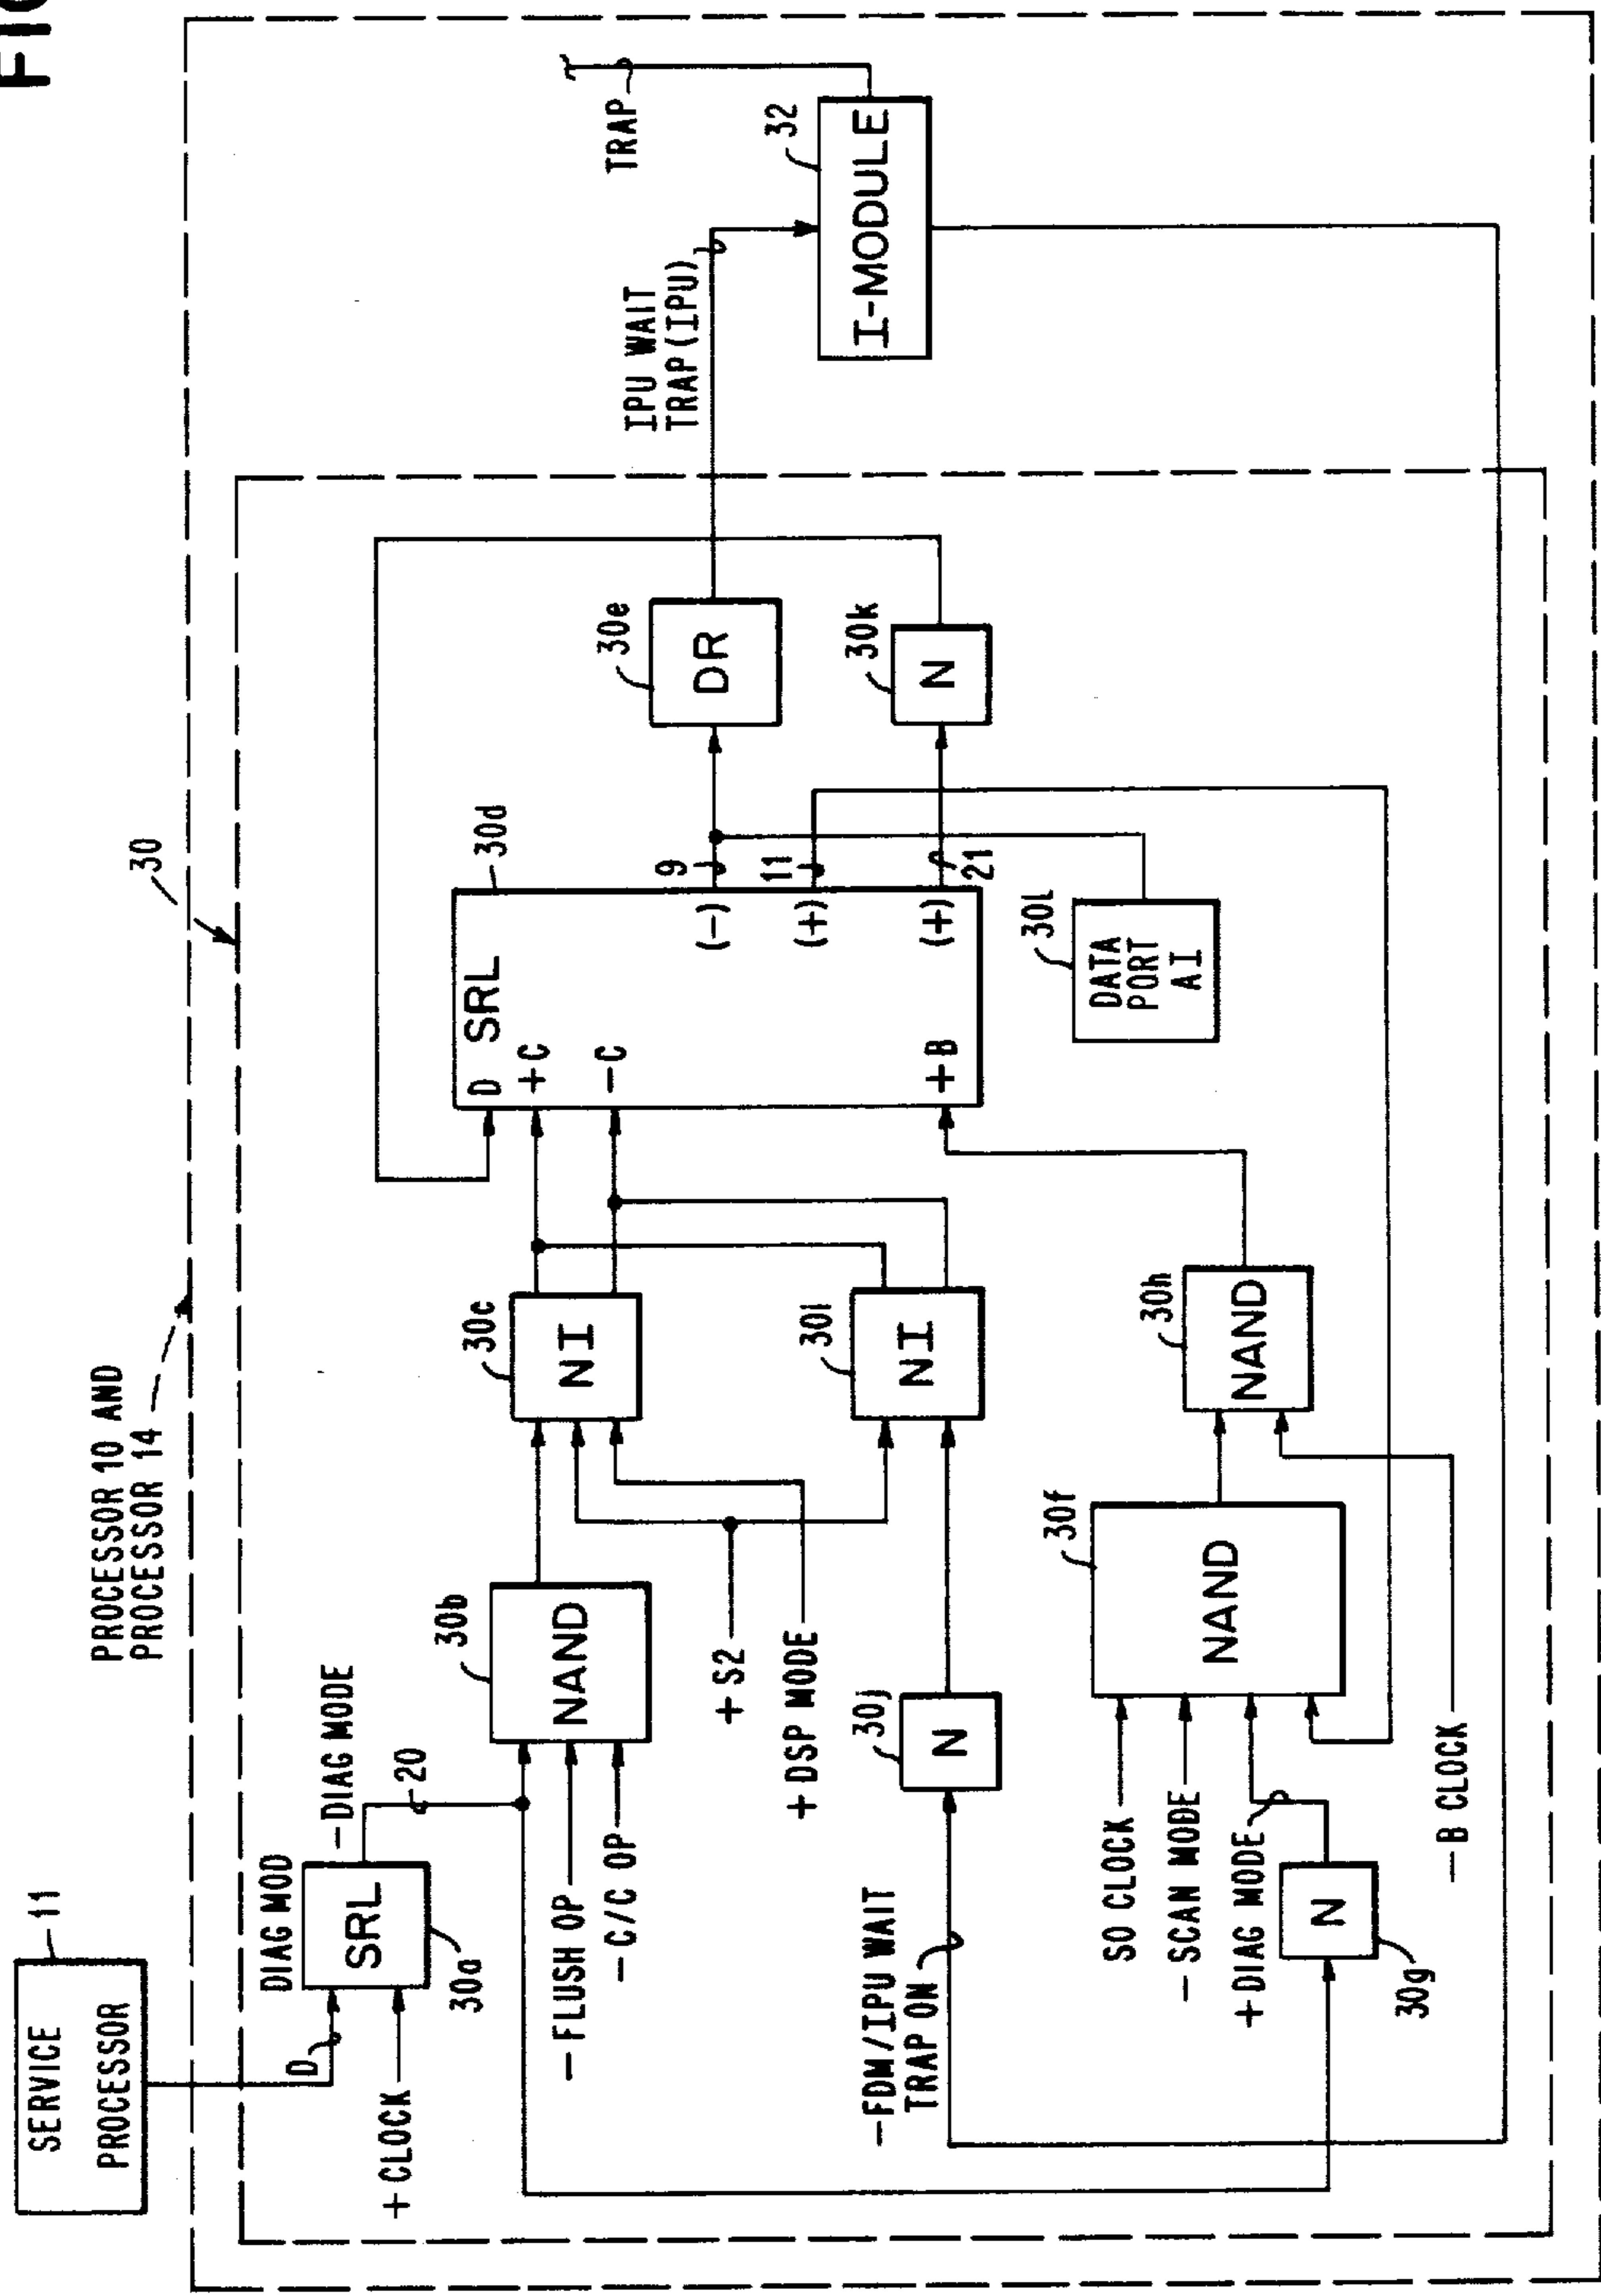 FIG
PROCESSOR 10 AND
PROCESSOR 14
30
SERVICE
PROCESSOR
11
D
+ CLOCK
DIAG MOD
SRL
30a
— DIAG MODE
20
— FLUSH OP
— C/C OP
NAND
30b
+ S2
+ DSP MODE
NI
30c
NI
30i
— FDM/IPU WAIT
TRAP ON
N
30j
SO CLOCK
— SCAN MODE
+ DIAG MODE
N
30g
NAND
30f
— B CLOCK
NAND
30h
D
SRL
+C
—C
+B
30d
(-)
(+)
(+)
9
11
21
DATA
PORT
AI
30l
DR
30e
N
30k
IPU WAIT
TRAP(IPU)
I-MODULE
32
TRAP